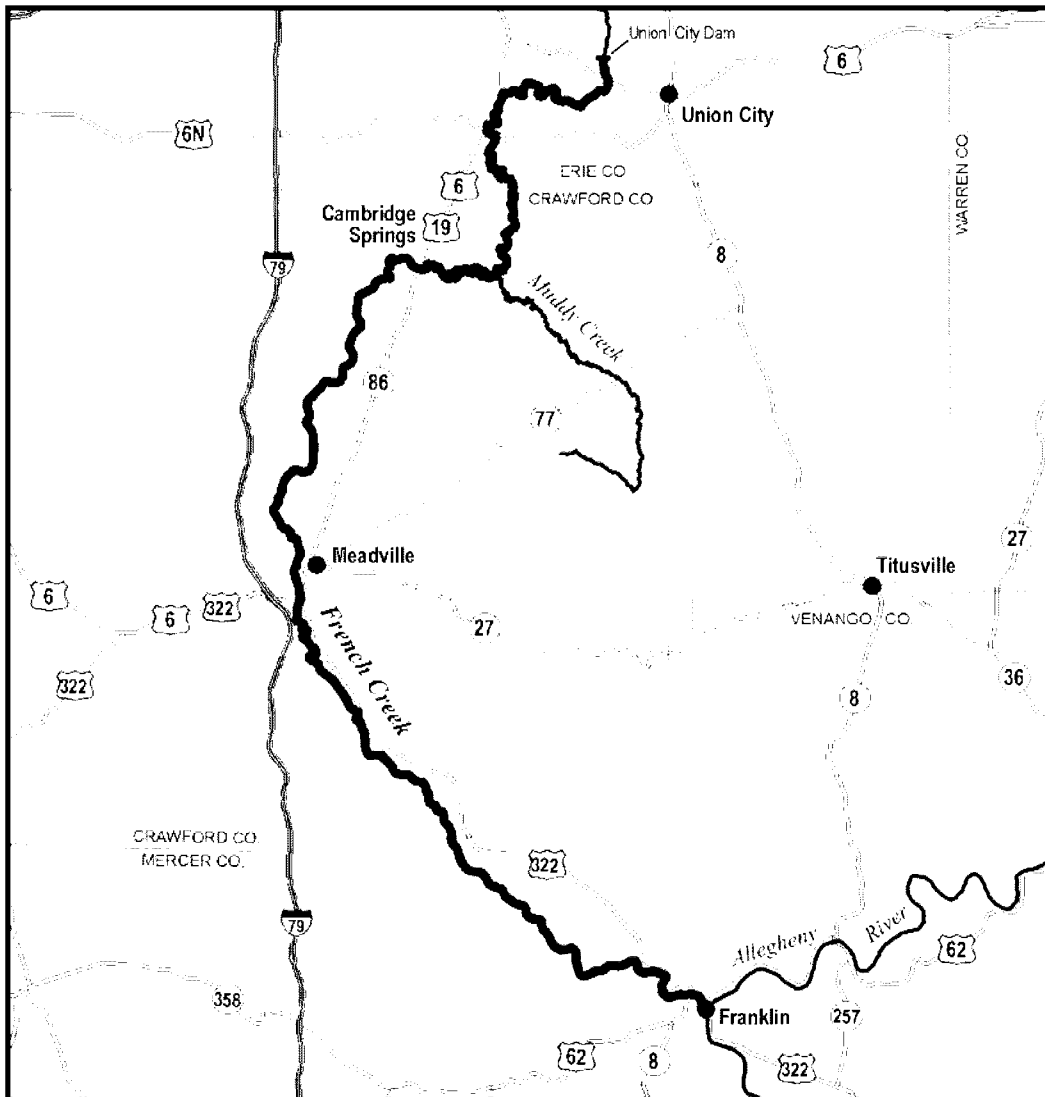 Union City Dam
6
Union City
6N
ERIE CO
CRAWFORD CO
WARREN CO.
6
19
Cambridge
Springs
79
8
Muddy Creek
86
77
27
Meadville
Titusville
6
322
6
27
VENANGO CO.
French Creek
322
36
8
CRAWFORD CO.
MERCER CO.
322
79
Allegheny River
62
358
Franklin
257
62
8
322